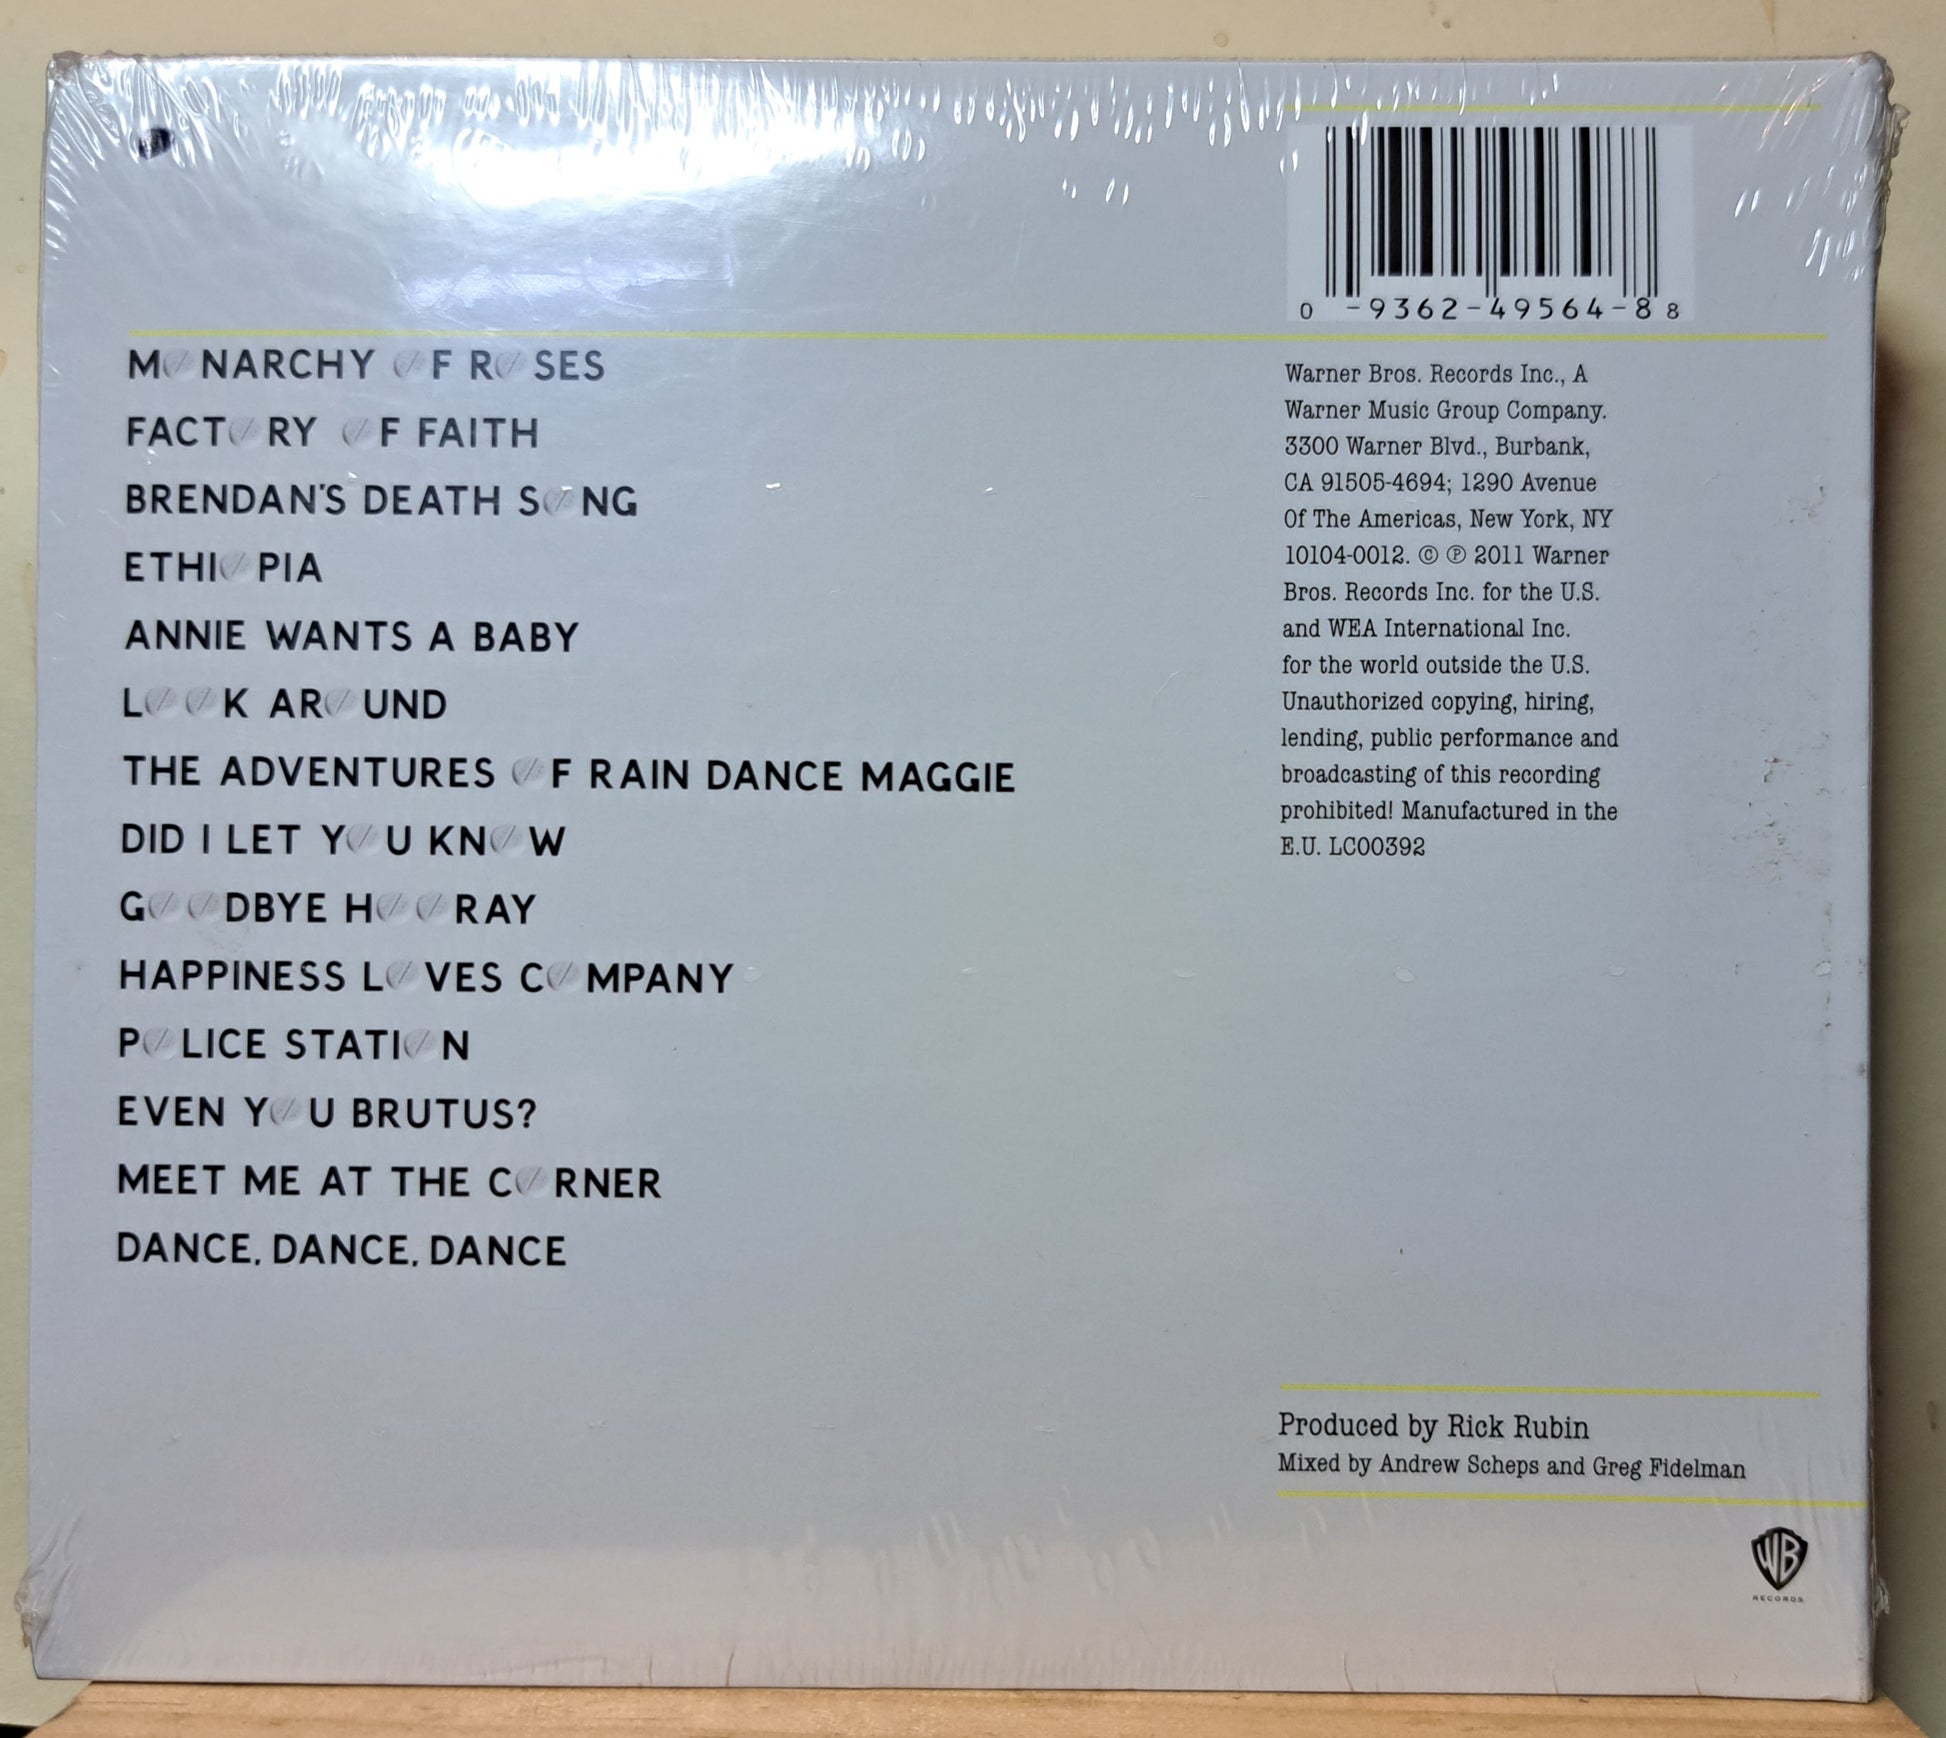 0 -9362-49564-8 8
MONARCHY OF ROSES
FACTORY OF FAITH
BRENDAN'S DEATH SONG
ETHIOPIA
ANNIE WANTS A BABY
LOOK AROUND
THE ADVENTURES OF RAIN DANCE MAGGIE
DID I LET YOU KNOW
GOODBYE HOORAY
HAPPINESS LOVES COMPANY
POLICE STATION
EVEN YOU BRUTUS?
MEET ME AT THE CORNER
DANCE, DANCE, DANCE
Warner Bros. Records Inc., A
Warner Music Group Company.
3300 Warner Blvd., Burbank,
CA 91505-4694; 1290 Avenue
Of The Americas, New York, NY
10104-0012. © ℗ 2011 Warner
Bros. Records Inc. for the U.S.
and WEA International Inc.
for the world outside the U.S.
Unauthorized copying, hiring,
lending, public performance and
broadcasting of this recording
prohibited! Manufactured in the
E.U. LC00392
Produced by Rick Rubin
Mixed by Andrew Scheps and Greg Fidelman
WB
RECORDS